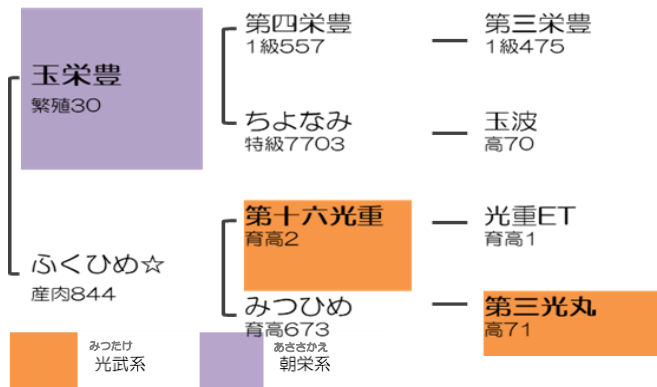 玉栄豊
繁殖30
第四栄豊
1級557
第三栄豊
1級475
ちよなみ
特級7703
玉波
高70
ふくひめ☆
産肉844
第十六光重
育高2
光重ET
育高1
みつひめ
育高673
第三光丸
高71
みつたけ
光武系
あささかえ
朝栄系